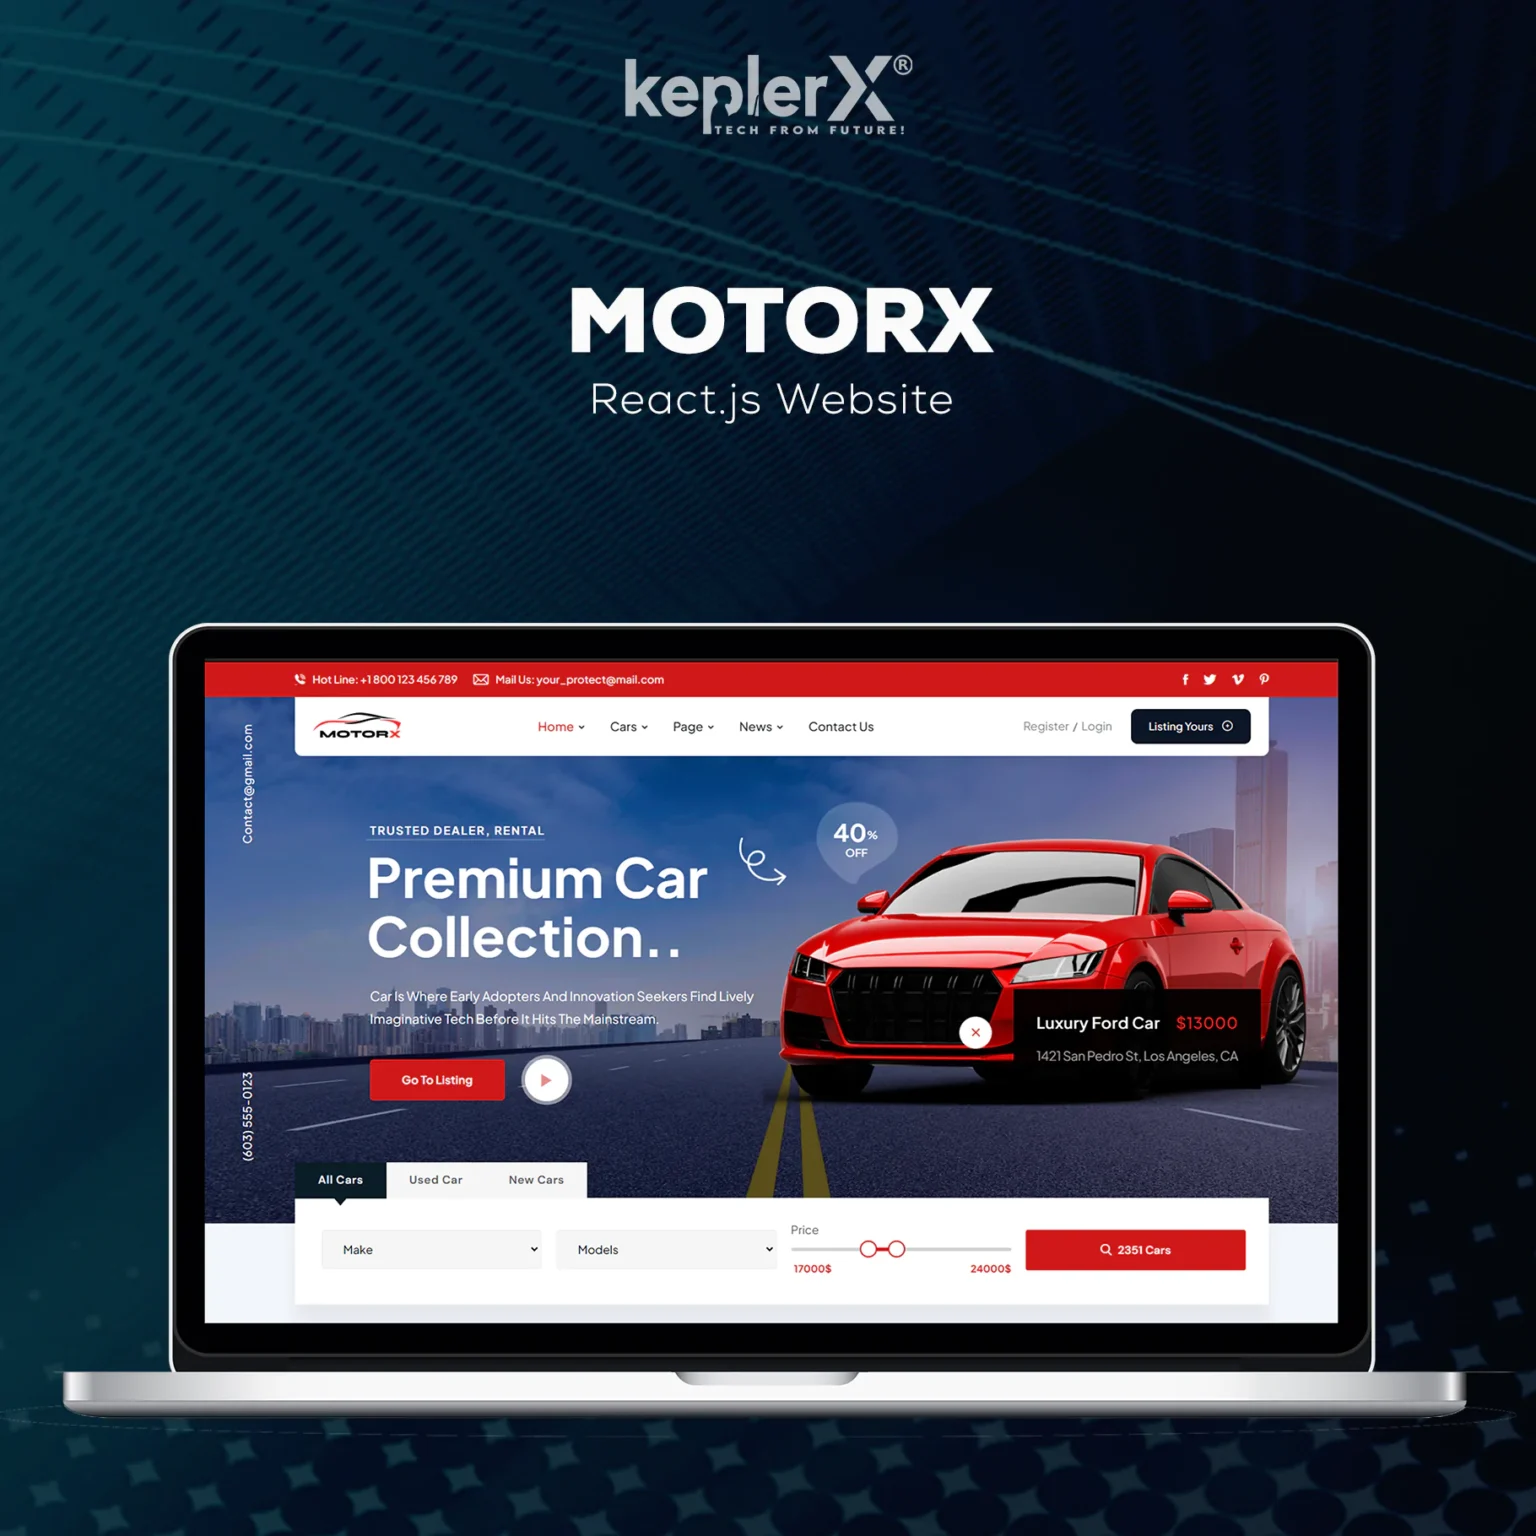 keplerX®
TECH FROM FUTURE!
MOTORX
React.js Website
Hot Line: +1 800 123 456 789 Mail Us: your_protect@mail.com
MOTORX Home Cars Page News Contact Us Register / Login Listing Yours
Contact@gmail.com
(603) 555-0123
TRUSTED DEALER, RENTAL
Premium Car
Collection..
40%
OFF
Car Is Where Early Adopters And Innovation Seekers Find Lively
Imaginative Tech Before It Hits The Mainstream.
Go To Listing
Luxury Ford Car $13000
1421 San Pedro St, Los Angeles, CA
All Cars Used Car New Cars
Make Models Price
17000$ 24000$
2351 Cars